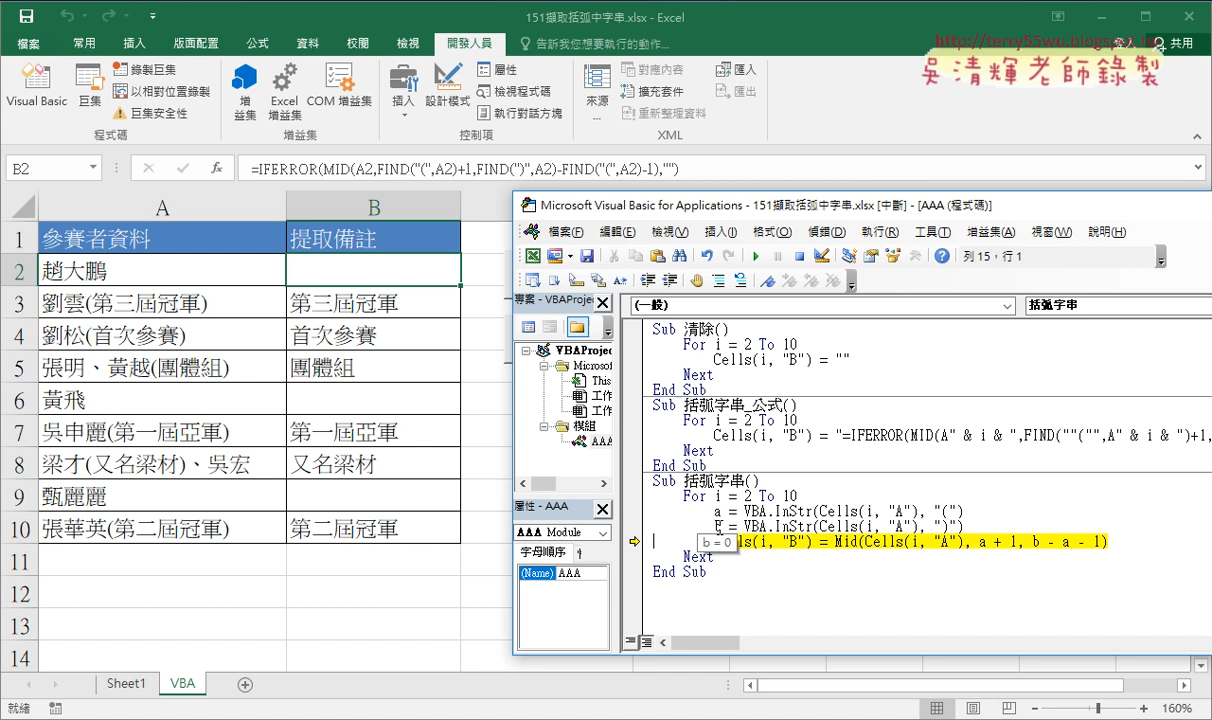 151擷取括弧中字串.xlsx - Excel
檔案 常用 插入 版面配置 公式 資料 校閱 檢視 開發人員 告訴我您想要執行的動作... 登入 共用
http://terry55wu.blogspot.tw
吳清輝老師錄製
Visual Basic 巨集 錄製巨集 以相對位置錄製 巨集安全性 增益集 Excel 增益集 COM 增益集 插入 設計模式 屬性 檢視程式碼 執行對話方塊 來源... 對應內容 擴充套件 重新整理資料 匯入 匯出
程式碼 增益集 控制項 XML
B2 fx =IFERROR(MID(A2,FIND("(",A2)+1,FIND(")",A2)-FIND("(",A2)-1),"")
A B
1 參賽者資料 提取備註
2 趙大鵬
3 劉雲(第三屆冠軍) 第三屆冠軍
4 劉松(首次參賽) 首次參賽
5 張明、黃越(團體組) 團體組
6 黃飛
7 吳申麗(第一屆亞軍) 第一屆亞軍
8 梁才(又名梁材)、吳宏 又名梁材
9 甄麗麗
10 張華英(第二屆冠軍) 第二屆冠軍
11
12
13
14
Microsoft Visual Basic for Applications - 151擷取括弧中字串.xlsx [中斷] - [AAA (程式碼)]
檔案(F) 編輯(E) 檢視(V) 插入(I) 格式(O) 偵錯(D) 執行(R) 工具(T) 增益集(A) 視窗(W) 說明(H)
列 15，行 1
專案 - VBAProje
VBAProjec
Microsof
This
工作
工作
模組
AAA
屬性 - AAA
AAA Module
字母順序
(Name) AAA
(一般) 括弧字串
Sub 清除()
For i = 2 To 10
Cells(i, "B") = ""
Next
End Sub
Sub 括弧字串_公式()
For i = 2 To 10
Cells(i, "B") = "=IFERROR(MID(A" & i & ",FIND(""("",A" & i & ")+1,
Next
End Sub
Sub 括弧字串()
For i = 2 To 10
a = VBA.InStr(Cells(i, "A"), "(")
= VBA.InStr(Cells(i, "A"), ")")
b = 0 ls(i, "B") = Mid(Cells(i, "A"), a + 1, b - a - 1)
Next
End Sub
Sheet1 VBA
就緒 160%